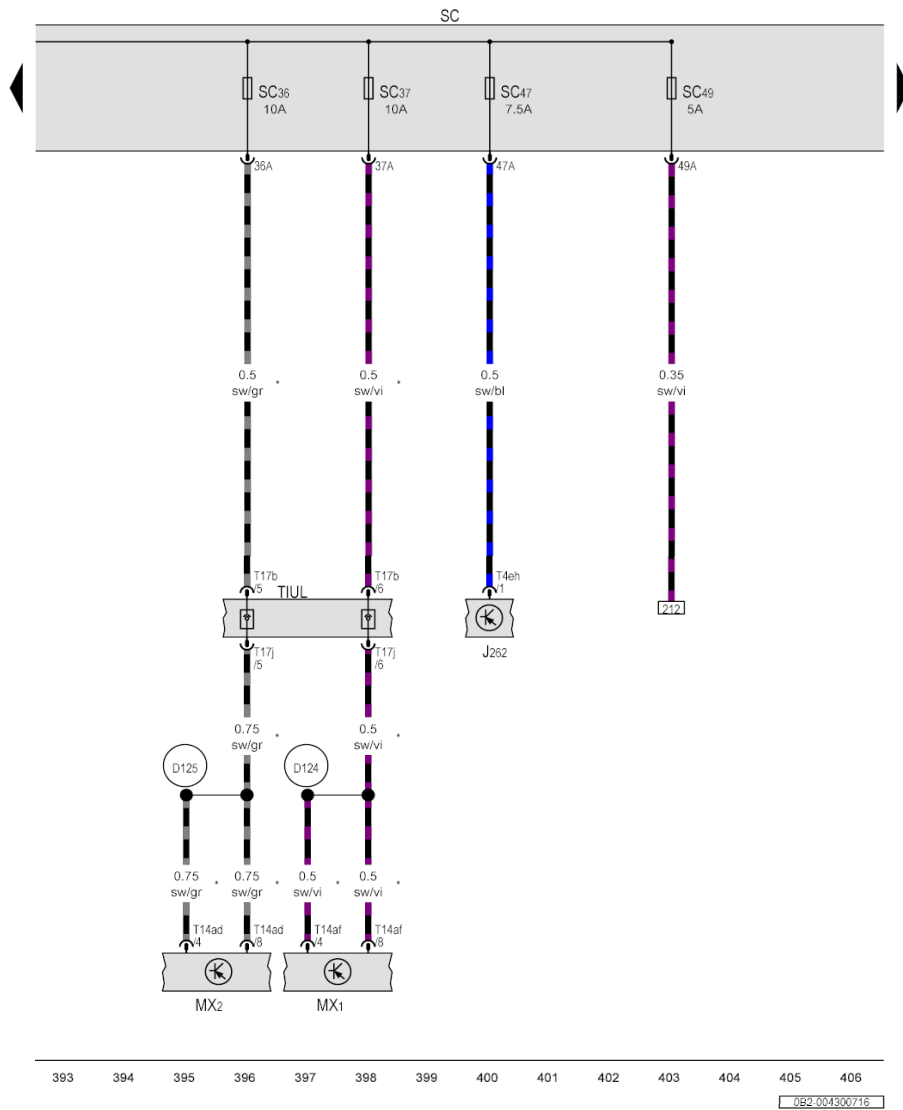 SC
SC36 SC37 SC47 SC49
10A 10A 7.5A 5A
36A 37A 47A 49A
0.5 0.5 0.5 0.35
sw/gr * sw/vi * sw/bl sw/vi
T17b T17b T4eh
/5 TIUL /6 /1
212
T17j T17j J262
/5 /6
0.75 0.5
sw/gr * sw/vi *
D125 D124
0.75 0.75 0.5 0.5
sw/gr * sw/gr * sw/vi * sw/vi *
T14ad T14ad T14af T14af
/4 /8 /4 /8
MX2 MX1
393 394 395 396 397 398 399 400 401 402 403 404 405 406
0B2-004300716